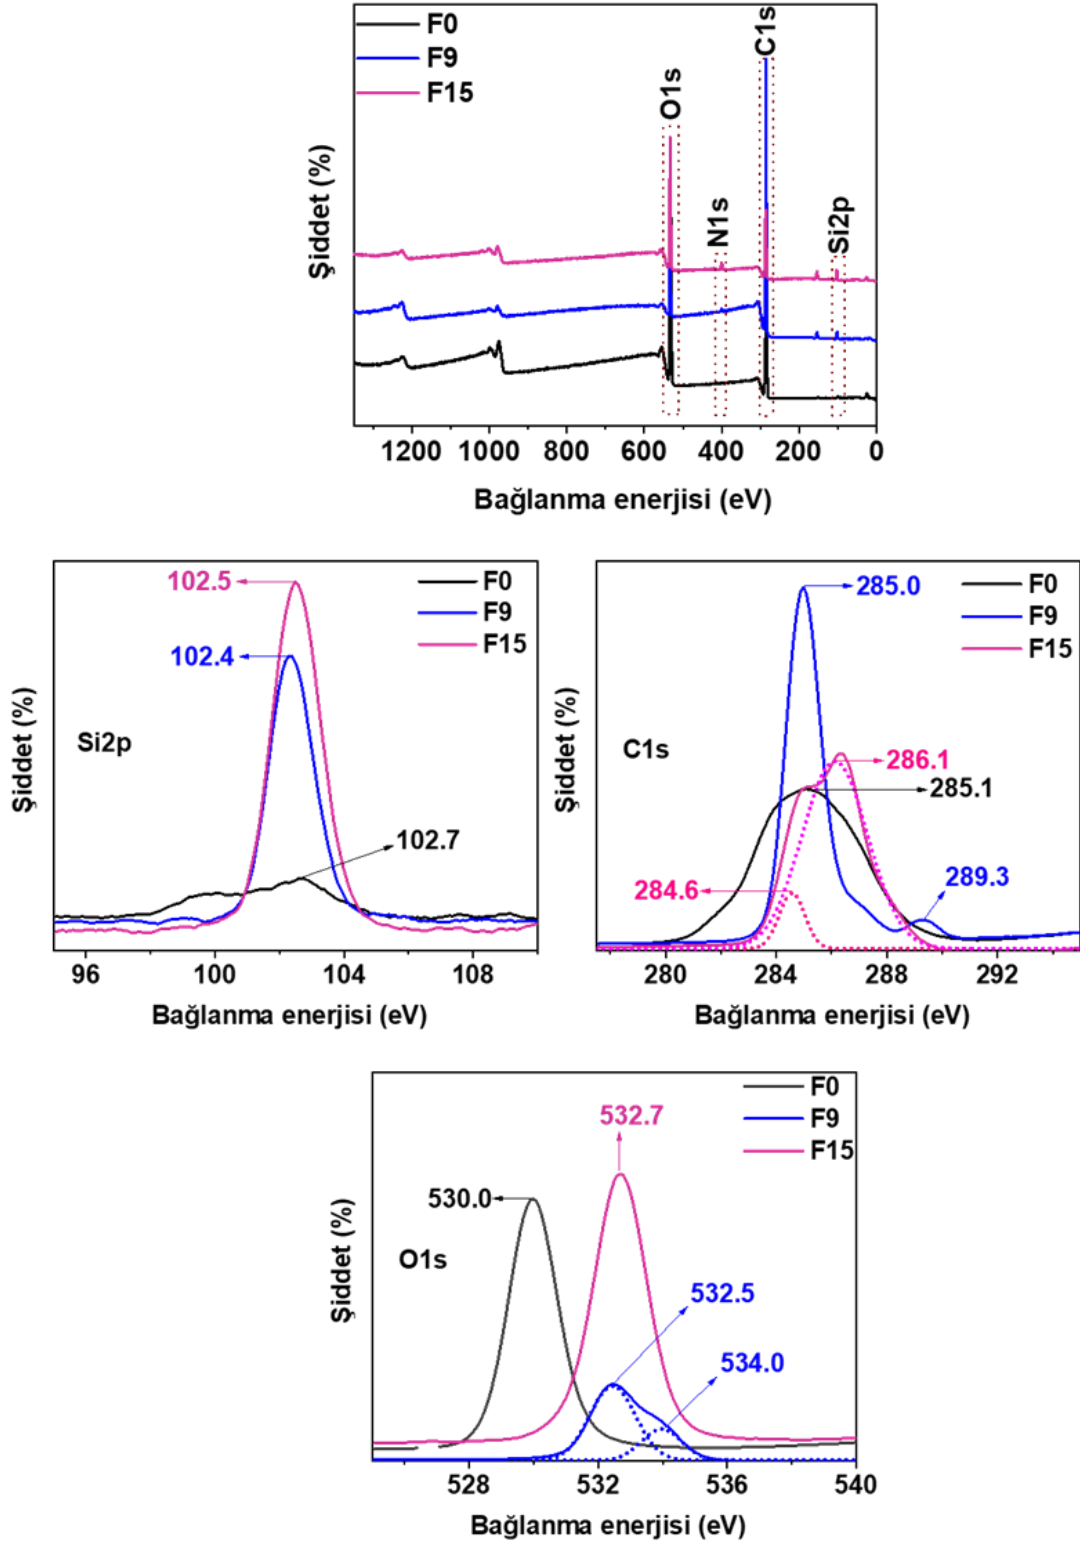 F0
F9
F15
O1s
N1s
C1s
Si2p
Şiddet (%)
1200 1000 800 600 400 200 0
Bağlanma enerjisi (eV)
102.5
102.4
102.7
Si2p
F0
F9
F15
Şiddet (%)
96 100 104 108
Bağlanma enerjisi (eV)
285.0
286.1
285.1
284.6
289.3
C1s
F0
F9
F15
Şiddet (%)
280 284 288 292
Bağlanma enerjisi (eV)
532.7
530.0
532.5
534.0
O1s
F0
F9
F15
Şiddet (%)
528 532 536 540
Bağlanma enerjisi (eV)